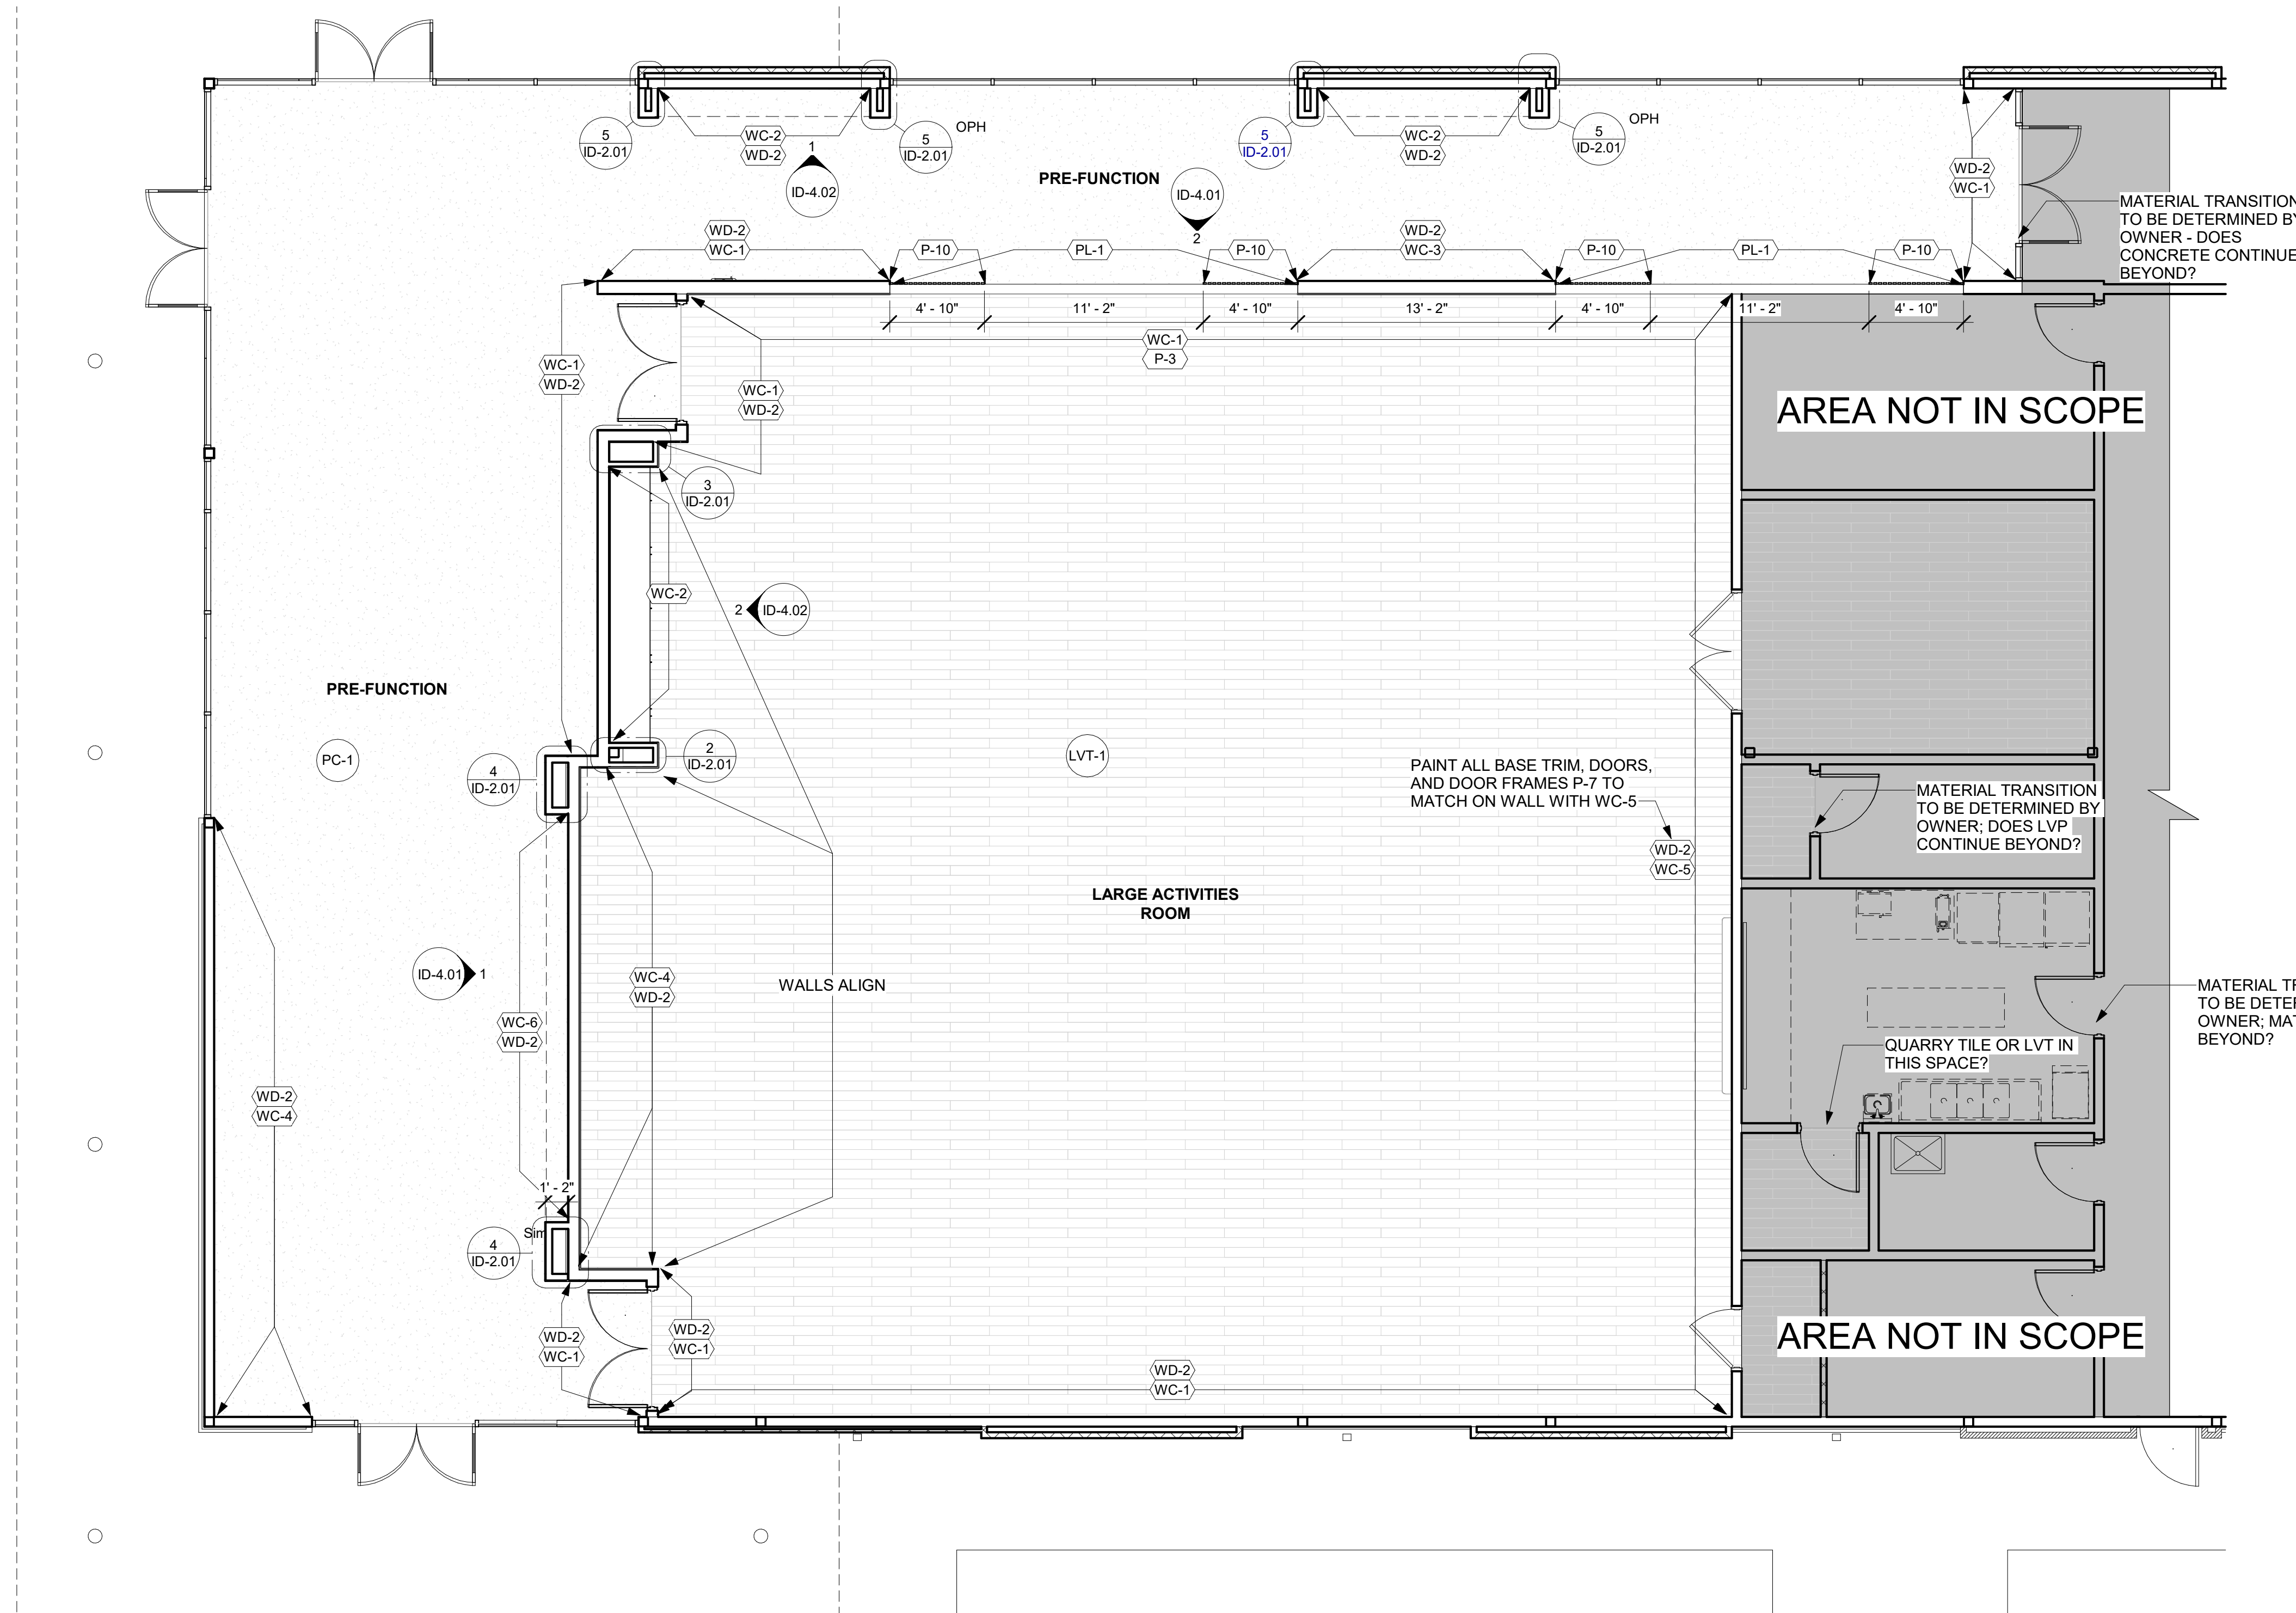 5
ID-2.01
WC-2
WD-2
1
ID-4.02
5
ID-2.01
OPH
5
ID-2.01
WC-2
WD-2
5
ID-2.01
OPH
PRE-FUNCTION
ID-4.01
2
WD-2
WC-1
MATERIAL TRANSITION
TO BE DETERMINED BY
OWNER - DOES
CONCRETE CONTINUE
BEYOND?
WD-2
WC-1
P-10
PL-1
P-10
WD-2
WC-3
P-10
PL-1
P-10
4' - 10"
11' - 2"
4' - 10"
13' - 2"
4' - 10"
11' - 2"
4' - 10"
WC-1
P-3
WC-1
WD-2
WC-1
WD-2
AREA NOT IN SCOPE
3
ID-2.01
WC-2
2
ID-4.02
PRE-FUNCTION
PC-1
4
ID-2.01
2
ID-2.01
LVT-1
PAINT ALL BASE TRIM, DOORS,
AND DOOR FRAMES P-7 TO
MATCH ON WALL WITH WC-5
WD-2
WC-5
MATERIAL TRANSITION
TO BE DETERMINED BY
OWNER; DOES LVP
CONTINUE BEYOND?
LARGE ACTIVITIES
ROOM
ID-4.01
1
WC-4
WD-2
WALLS ALIGN
WC-6
WD-2
MATERIAL
TO BE
OWNER;
BEYOND?
QUARRY TILE OR LVT IN
THIS SPACE?
WD-2
WC-4
1' - 2"
Sim
4
ID-2.01
WD-2
WC-1
WD-2
WC-1
WD-2
WC-1
AREA NOT IN SCOPE